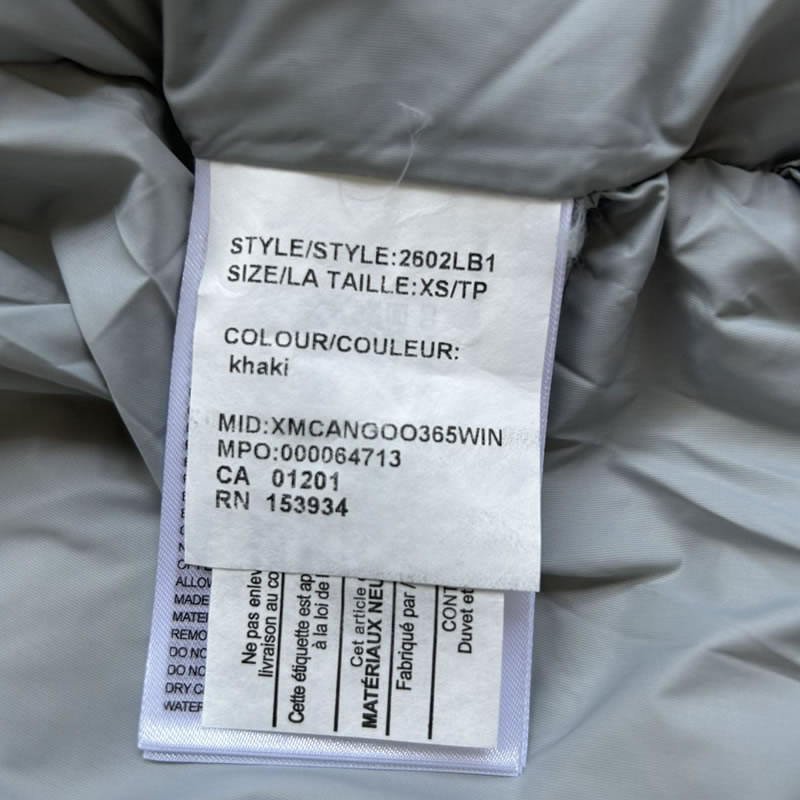 STYLE/STYLE:2602LB1
SIZE/LA TAILLE:XS/TP
COLOUR/COULEUR:
khaki
MID:XMCANGOO365WIN
MPO:000064713
CA 01201
RN 153934
ALLOW
MADE
MATE
REMO
DO NO
DO NO
DRY C
WATER
Ne pas enlev
livraison au co
Cette étiquette est ap
à la loi de
Cet article
MATÉRIAUX NEU
Fabriqué par
CONT
Duvet et